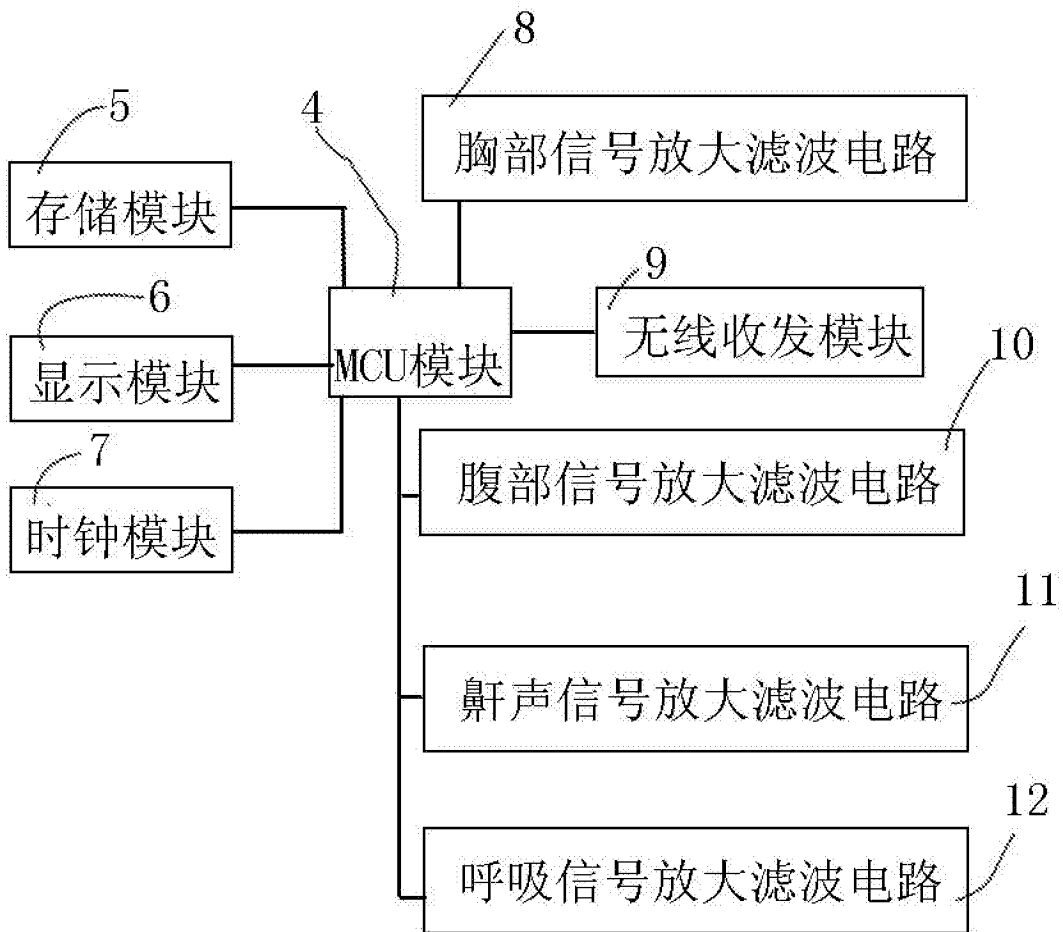 8
胸部信号放大滤波电路
5
存储模块
4
MCU模块
9
无线收发模块
6
显示模块
10
腹部信号放大滤波电路
7
时钟模块
11
鼾声信号放大滤波电路
12
呼吸信号放大滤波电路